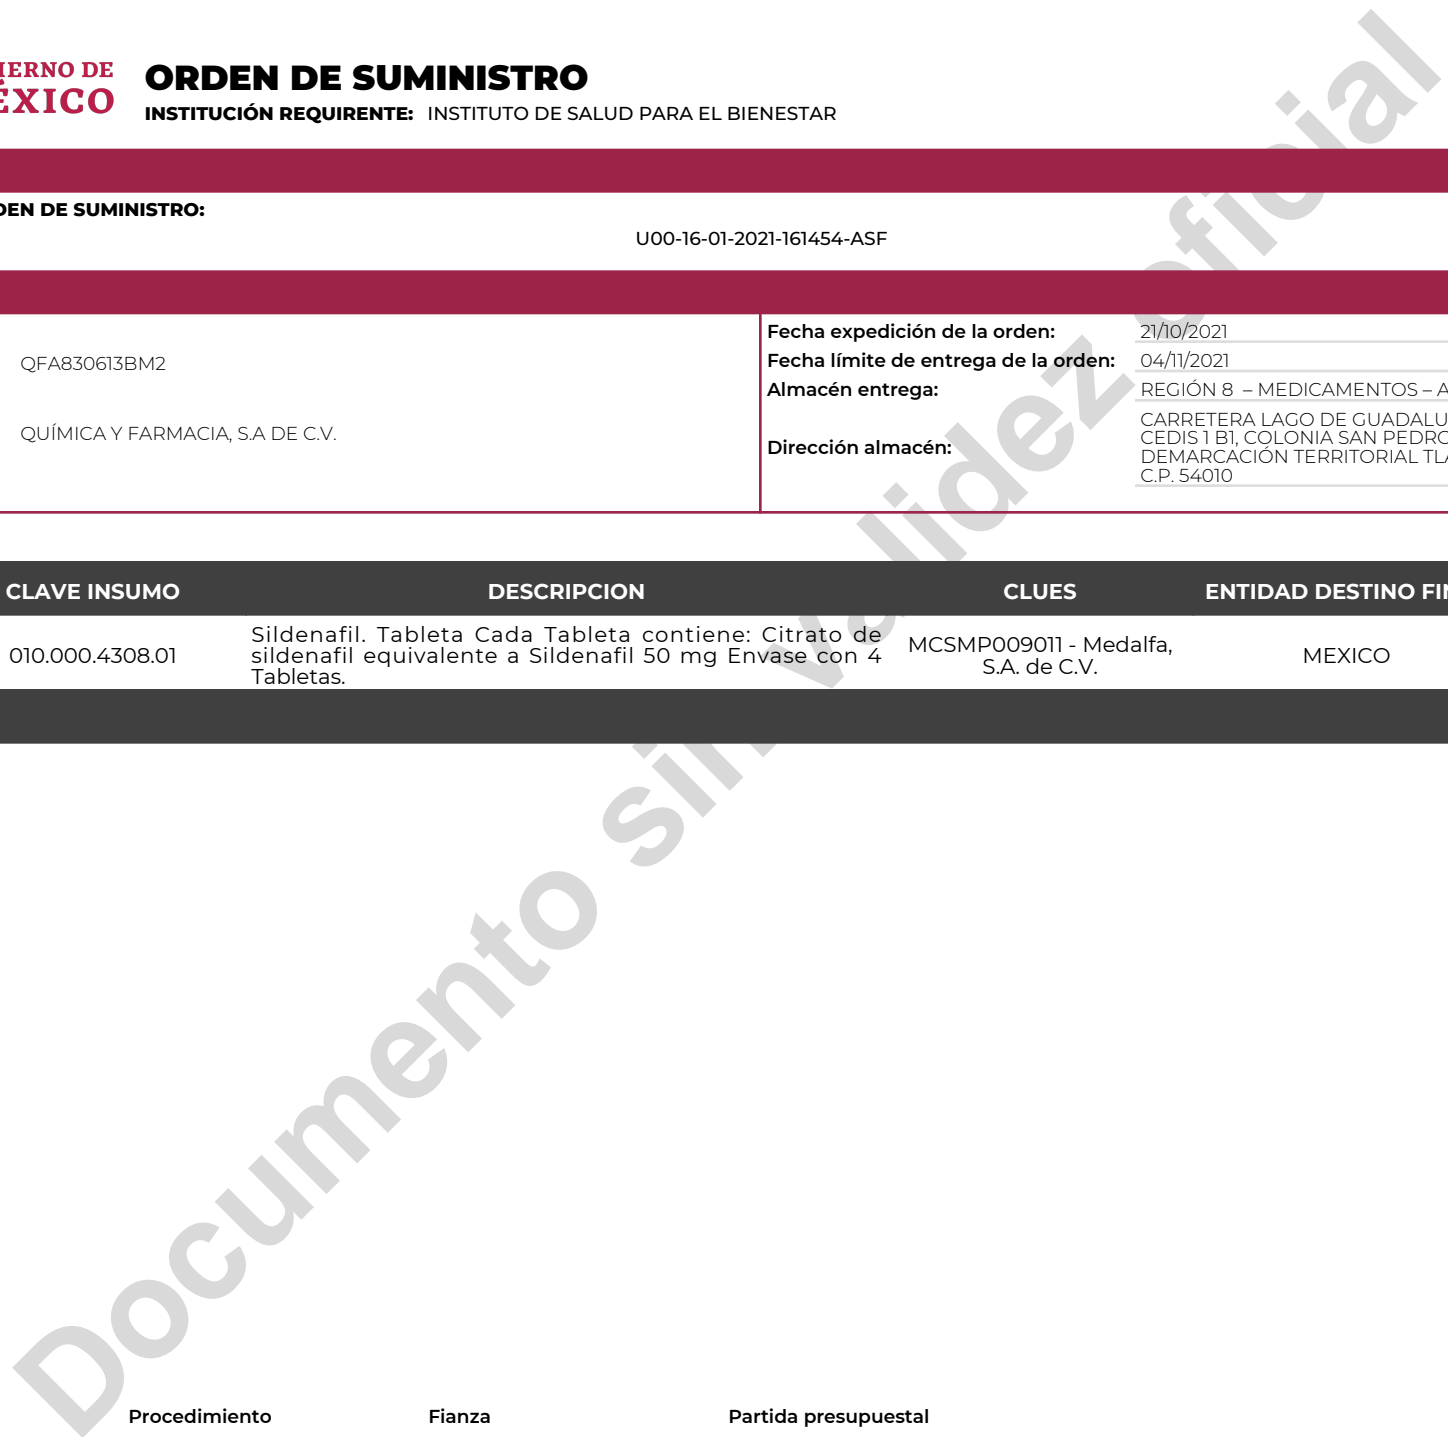 IERNO DE
ÉXICO
ORDEN DE SUMINISTRO
INSTITUCIÓN REQUIRENTE: INSTITUTO DE SALUD PARA EL BIENESTAR
DEN DE SUMINISTRO:
U00-16-01-2021-161454-ASF
QFA830613BM2
QUÍMICA Y FARMACIA, S.A DE C.V.
Fecha expedición de la orden: 21/10/2021
Fecha límite de entrega de la orden: 04/11/2021
Almacén entrega: REGIÓN 8 – MEDICAMENTOS – A
Dirección almacén:
CARRETERA LAGO DE GUADALU
CEDIS 1 B1, COLONIA SAN PEDRO
DEMARCACIÓN TERRITORIAL TLA
C.P. 54010
CLAVE INSUMO DESCRIPCION CLUES ENTIDAD DESTINO FIN
010.000.4308.01
Sildenafil. Tableta Cada Tableta contiene: Citrato de
sildenafil equivalente a Sildenafil 50 mg Envase con 4
Tabletas.
MCSMP009011 - Medalfa,
S.A. de C.V.
MEXICO
Documento sin validez oficial
Procedimiento Fianza Partida presupuestal